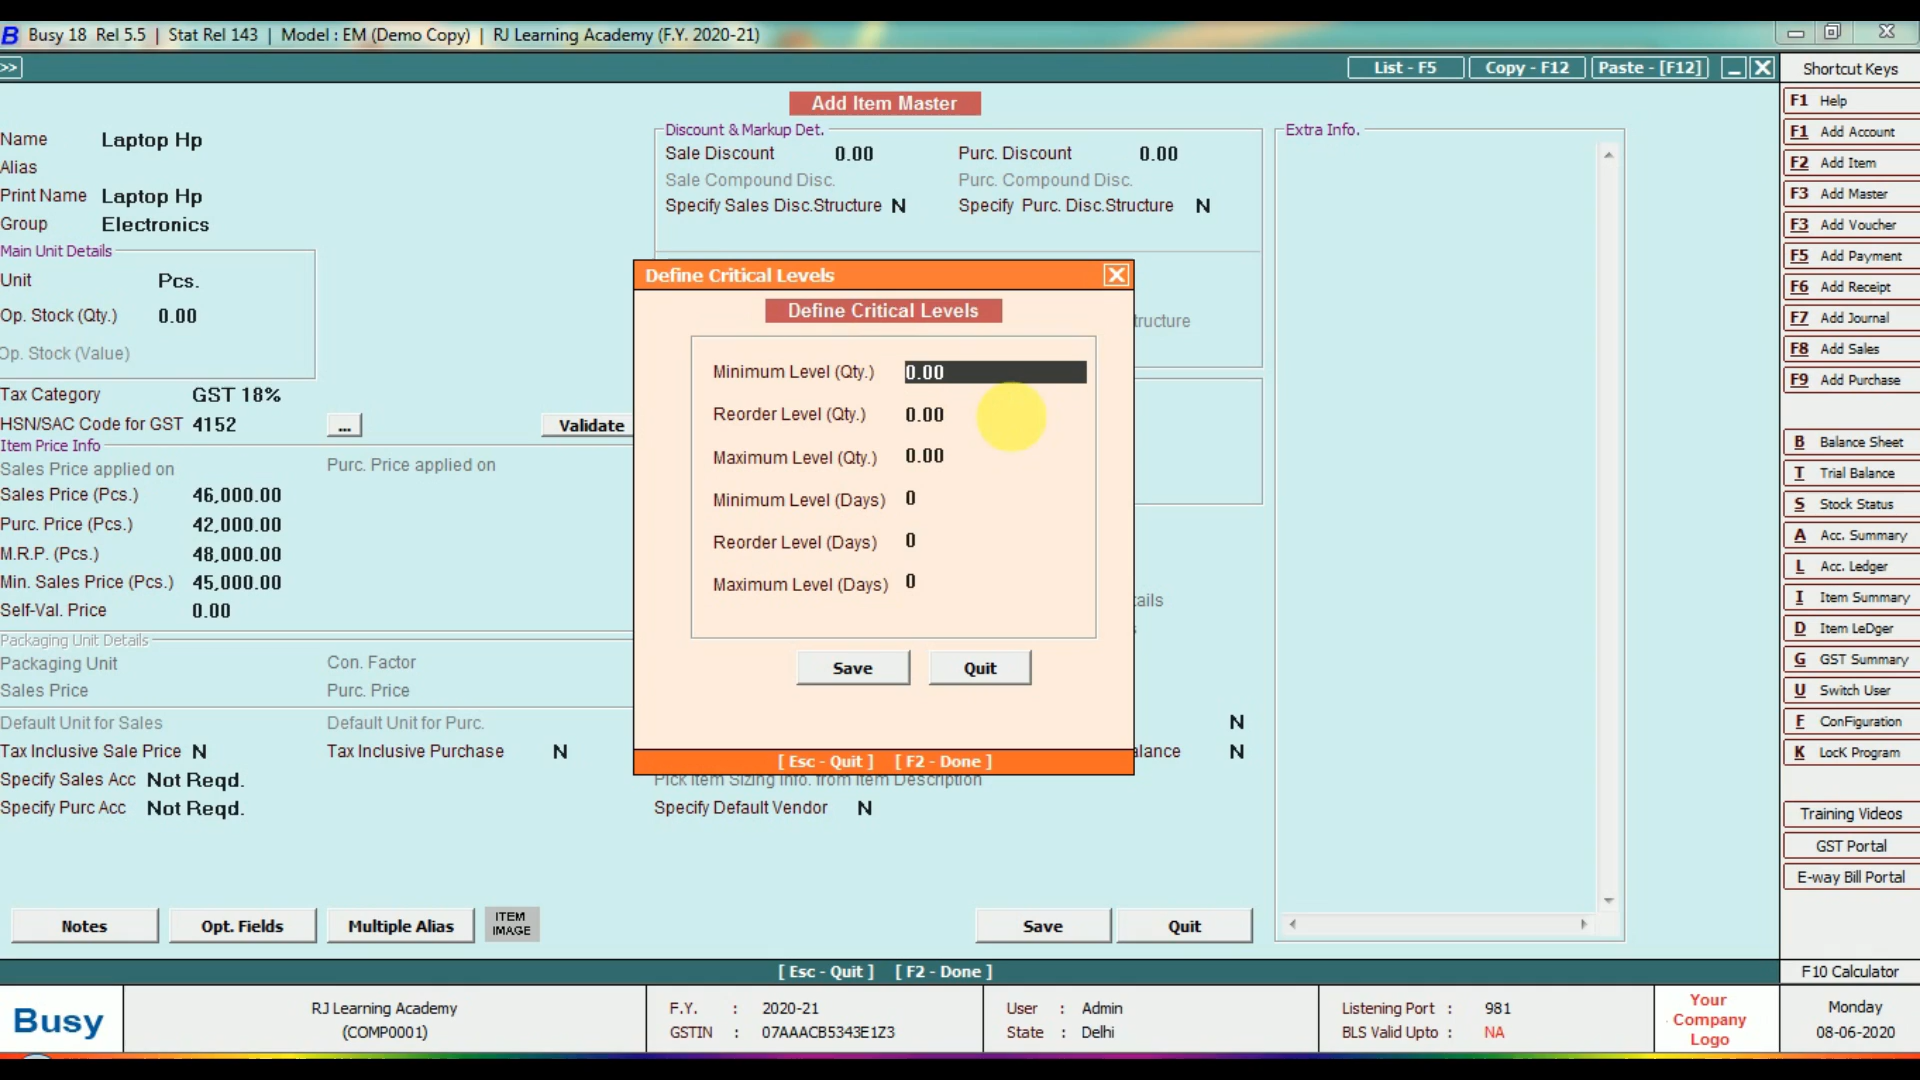 B Busy 18 Rel 5.5 | Stat Rel 143 | Model : EM (Demo Copy) | RJ Learning Academy (F.Y. 2020-21)
>> List - F5 Copy - F12 Paste - [F12] Shortcut Keys
Add Item Master
Name Laptop Hp
Alias
Print Name Laptop Hp
Group Electronics
Main Unit Details
Unit Pcs.
Op. Stock (Qty.) 0.00
Op. Stock (Value)
Tax Category GST 18%
HSN/SAC Code for GST 4152 ... Validate
Item Price Info
Sales Price applied on Purc. Price applied on
Sales Price (Pcs.) 46,000.00
Purc. Price (Pcs.) 42,000.00
M.R.P. (Pcs.) 48,000.00
Min. Sales Price (Pcs.) 45,000.00
Self-Val. Price 0.00
Packaging Unit Details
Packaging Unit Con. Factor
Sales Price Purc. Price
Default Unit for Sales Default Unit for Purc.
Tax Inclusive Sale Price N Tax Inclusive Purchase N
Specify Sales Acc Not Reqd.
Specify Purc Acc Not Reqd.
Discount & Markup Det.
Sale Discount 0.00 Purc. Discount 0.00
Sale Compound Disc. Purc. Compound Disc.
Specify Sales Disc.Structure N Specify Purc. Disc.Structure N
Define Critical Levels
Define Critical Levels
Minimum Level (Qty.) 0.00
Reorder Level (Qty.) 0.00
Maximum Level (Qty.) 0.00
Minimum Level (Days) 0
Reorder Level (Days) 0
Maximum Level (Days) 0
Save Quit
[ Esc - Quit ] [ F2 - Done ]
tructure
ails
N
alance N
Pick Item Sizing Info. from Item Description
Specify Default Vendor N
Extra Info.
Notes Opt. Fields Multiple Alias ITEM IMAGE Save Quit
[ Esc - Quit ] [ F2 - Done ]
F1 Help
F1 Add Account
F2 Add Item
F3 Add Master
F3 Add Voucher
F5 Add Payment
F6 Add Receipt
F7 Add Journal
F8 Add Sales
F9 Add Purchase
B Balance Sheet
T Trial Balance
S Stock Status
A Acc. Summary
L Acc. Ledger
I Item Summary
D Item LeDger
G GST Summary
U Switch User
F ConFiguration
K LocK Program
Training Videos
GST Portal
E-way Bill Portal
F10 Calculator
Busy
RJ Learning Academy
(COMP0001)
F.Y. : 2020-21
GSTIN : 07AAACB5343E1Z3
User : Admin
State : Delhi
Listening Port : 981
BLS Valid Upto : NA
Your
Company
Logo
Monday
08-06-2020